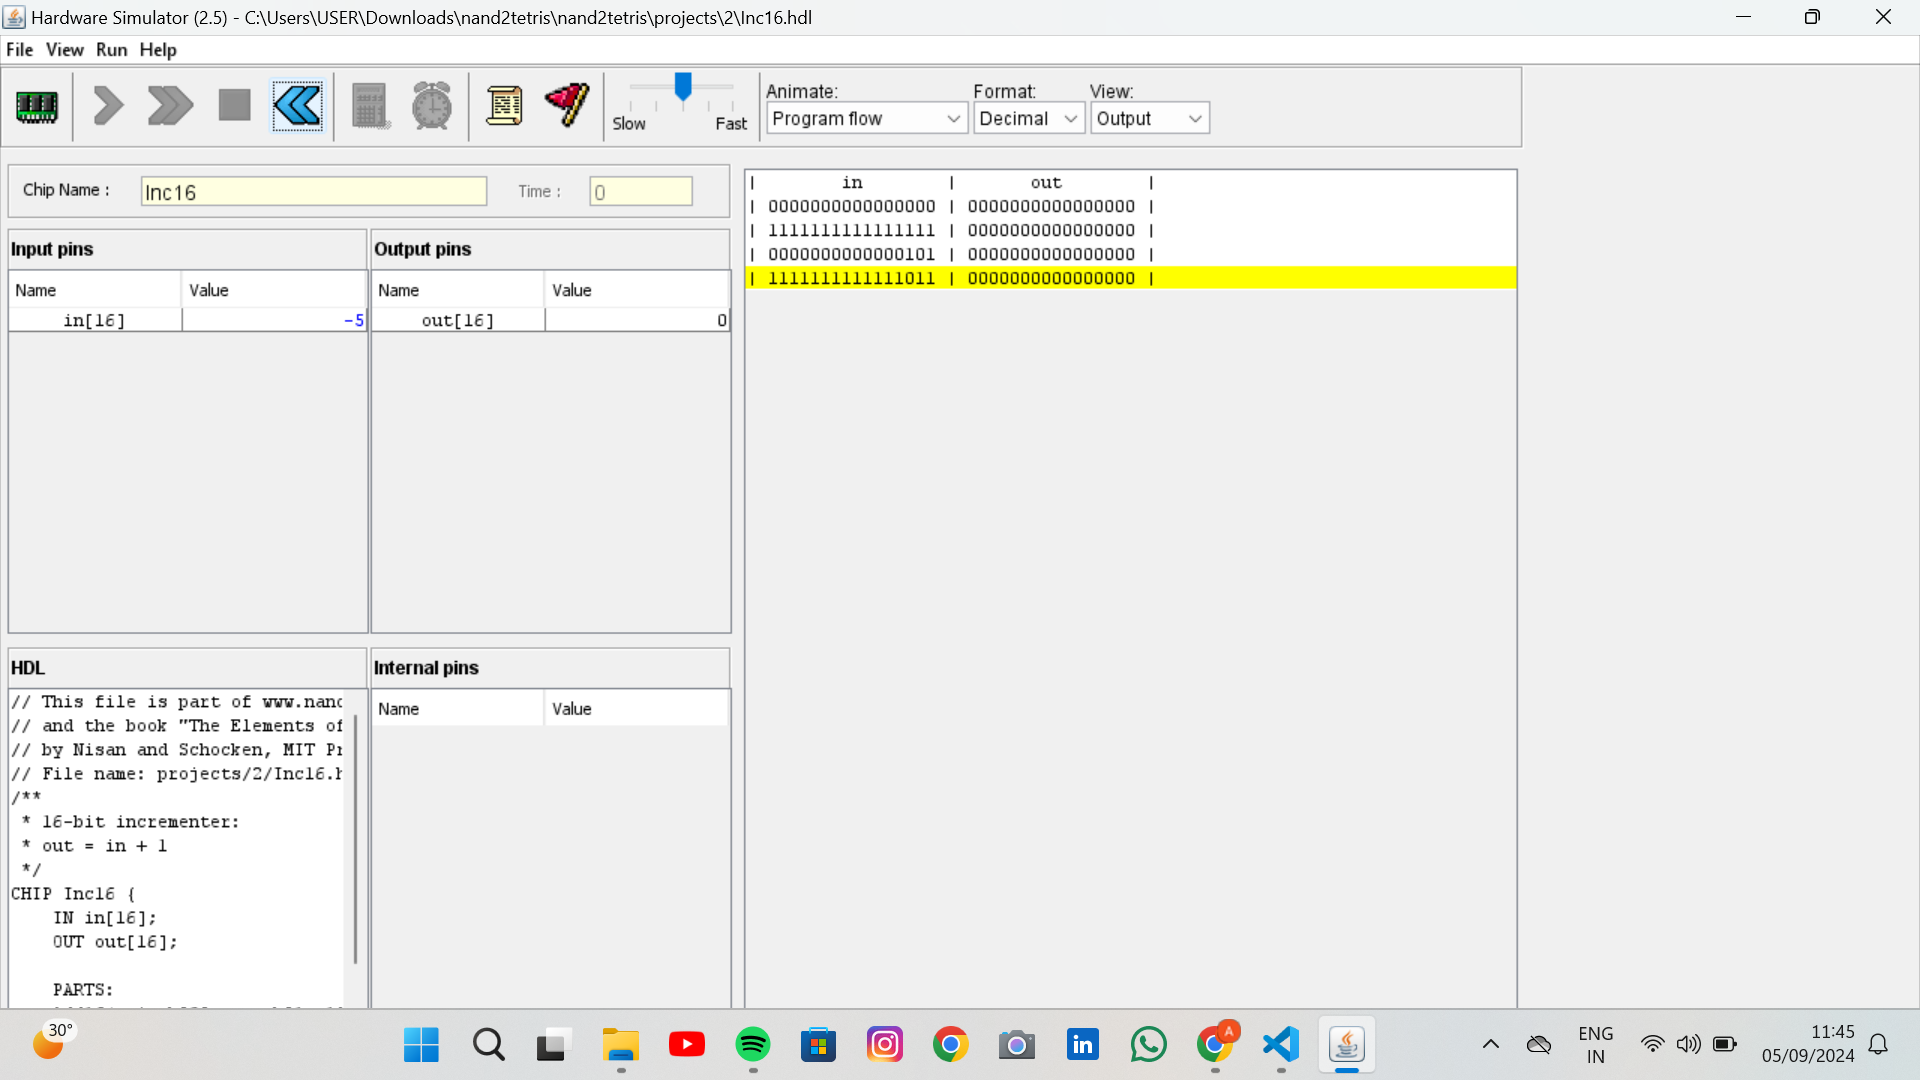 Hardware Simulator (2.5) - C:\Users\USER\Downloads\nand2tetris\nand2tetris\projects\2\Inc16.hdl
File View Run Help
Animate: Format: View:
Slow Fast Program flow Decimal Output
Chip Name : Inc16 Time : 0
Input pins
Name Value
in[16] -5
Output pins
Name Value
out[16] 0
| in | out |
| 0000000000000000 | 0000000000000000 |
| 1111111111111111 | 0000000000000000 |
| 0000000000000101 | 0000000000000000 |
| 1111111111111011 | 0000000000000000 |
HDL
// This file is part of www.nand
// and the book "The Elements of
// by Nisan and Schocken, MIT Pr
// File name: projects/2/Inc16.h
/**
* 16-bit incrementer:
* out = in + 1
*/
CHIP Inc16 {
IN in[16];
OUT out[16];
PARTS:
Internal pins
Name Value
30°
A
ENG
IN
11:45
05/09/2024